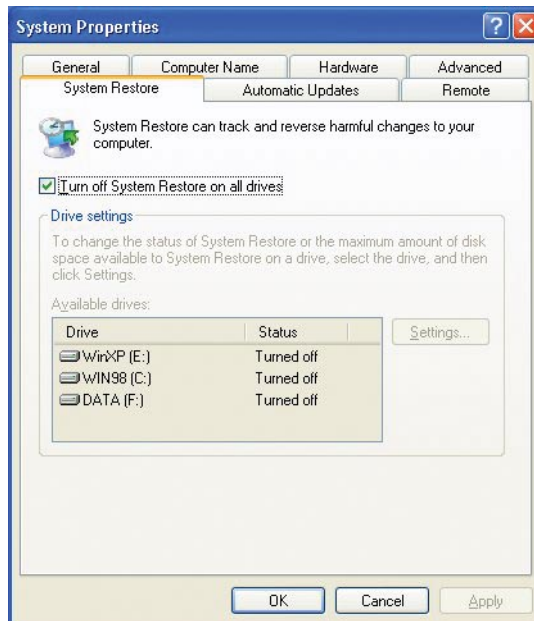 System Properties
General Computer Name Hardware Advanced
System Restore Automatic Updates Remote
System Restore can track and reverse harmful changes to your
computer.
Turn off System Restore on all drives
Drive settings
To change the status of System Restore or the maximum amount of disk
space available to System Restore on a drive, select the drive, and then
click Settings.
Available drives:
Drive Status Settings...
WinXP (E:) Turned off
WIN98 (C:) Turned off
DATA (F:) Turned off
OK Cancel Apply